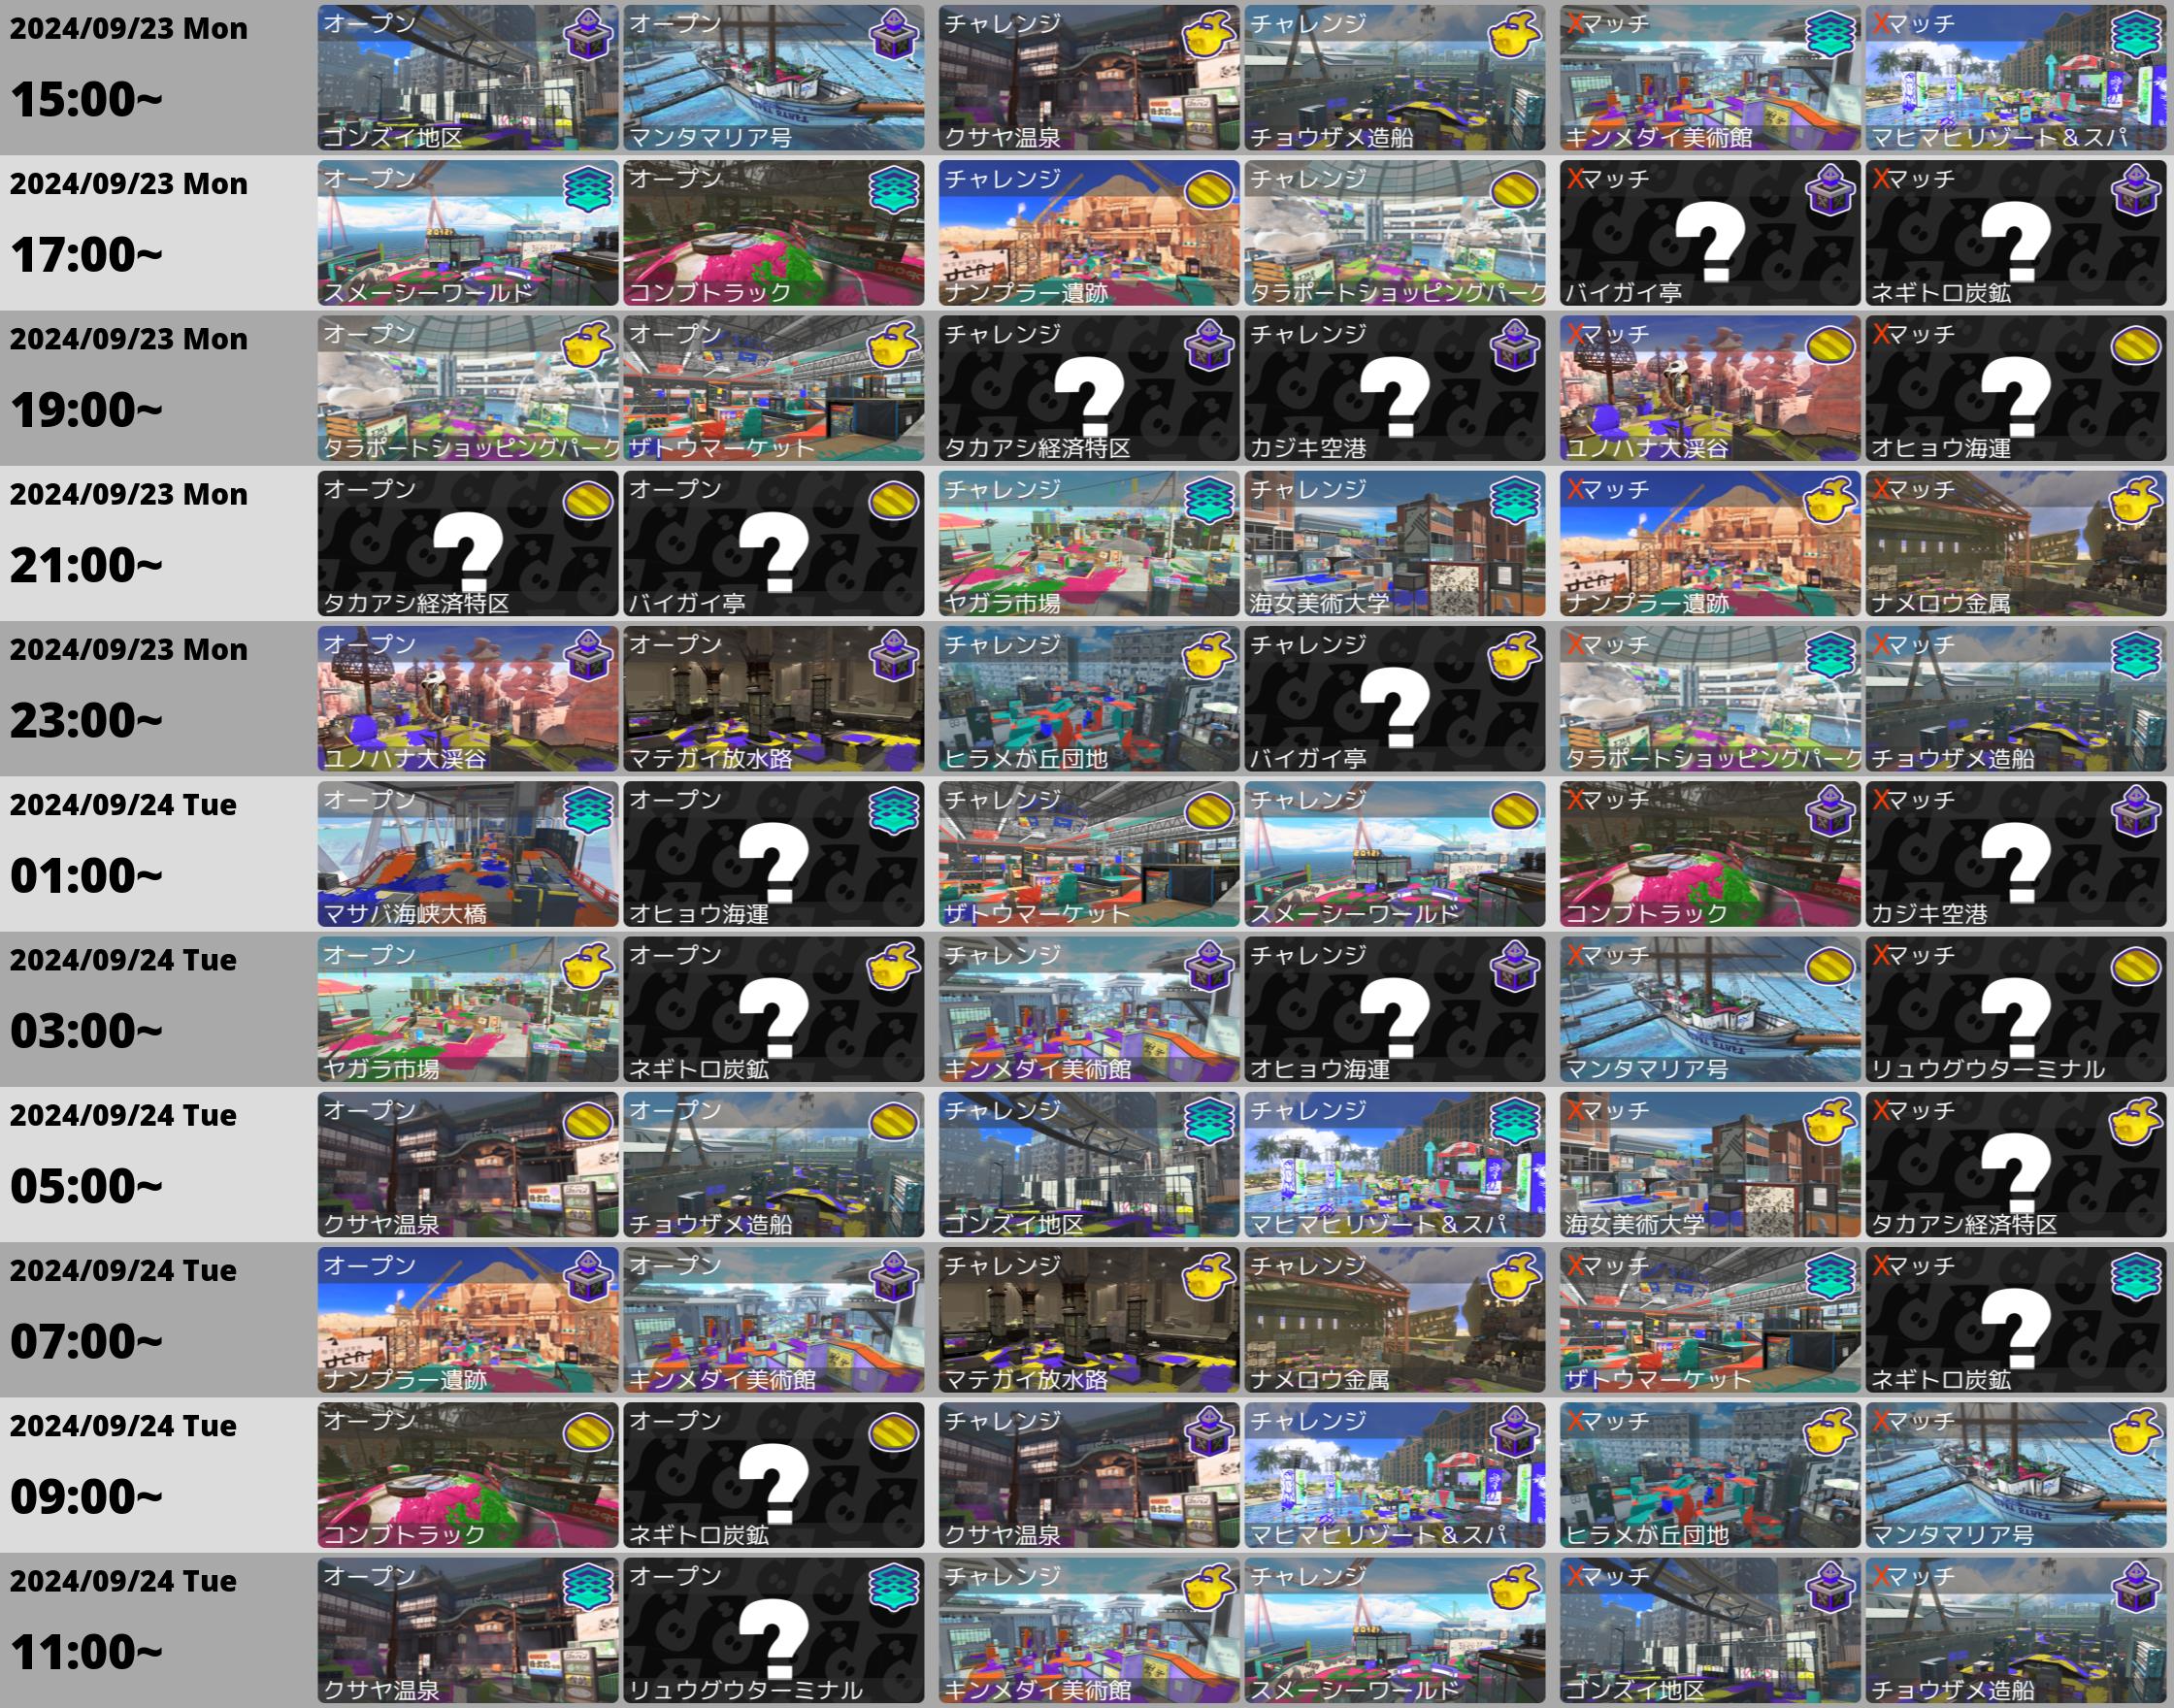 2024/09/23 Mon
15:00~
オープン オープン チャレンジ チャレンジ Xマッチ Xマッチ
ゴンズイ地区 マンタマリア号 クサヤ温泉 チョウザメ造船 キンメダイ美術館 マヒマヒリゾート&スパ
2024/09/23 Mon
17:00~
オープン オープン チャレンジ チャレンジ Xマッチ Xマッチ
スメーシーワールド コンブトラック ナンプラー遺跡 タラポートショッピングパーク バイガイ亭 ネギトロ炭鉱
2024/09/23 Mon
19:00~
オープン オープン チャレンジ チャレンジ Xマッチ Xマッチ
タラポートショッピングパーク ザトウマーケット タカアシ経済特区 カジキ空港 ユノハナ大渓谷 オヒョウ海運
2024/09/23 Mon
21:00~
オープン オープン チャレンジ チャレンジ Xマッチ Xマッチ
タカアシ経済特区 バイガイ亭 ヤガラ市場 海女美術大学 ナンプラー遺跡 ナメロウ金属
2024/09/23 Mon
23:00~
オープン オープン チャレンジ チャレンジ Xマッチ Xマッチ
ユノハナ大渓谷 マテガイ放水路 ヒラメが丘団地 バイガイ亭 タラポートショッピングパーク チョウザメ造船
2024/09/24 Tue
01:00~
オープン オープン チャレンジ チャレンジ Xマッチ Xマッチ
マサバ海峡大橋 オヒョウ海運 ザトウマーケット スメーシーワールド コンブトラック カジキ空港
2024/09/24 Tue
03:00~
オープン オープン チャレンジ チャレンジ Xマッチ Xマッチ
ヤガラ市場 ネギトロ炭鉱 キンメダイ美術館 オヒョウ海運 マンタマリア号 リュウグウターミナル
2024/09/24 Tue
05:00~
オープン オープン チャレンジ チャレンジ Xマッチ Xマッチ
クサヤ温泉 チョウザメ造船 ゴンズイ地区 マヒマヒリゾート&スパ 海女美術大学 タカアシ経済特区
2024/09/24 Tue
07:00~
オープン オープン チャレンジ チャレンジ Xマッチ Xマッチ
ナンプラー遺跡 キンメダイ美術館 マテガイ放水路 ナメロウ金属 ザトウマーケット ネギトロ炭鉱
2024/09/24 Tue
09:00~
オープン オープン チャレンジ チャレンジ Xマッチ Xマッチ
コンブトラック ネギトロ炭鉱 クサヤ温泉 マヒマヒリゾート&スパ ヒラメが丘団地 マンタマリア号
2024/09/24 Tue
11:00~
オープン オープン チャレンジ チャレンジ Xマッチ Xマッチ
クサヤ温泉 リュウグウターミナル キンメダイ美術館 スメーシーワールド ゴンズイ地区 チョウザメ造船